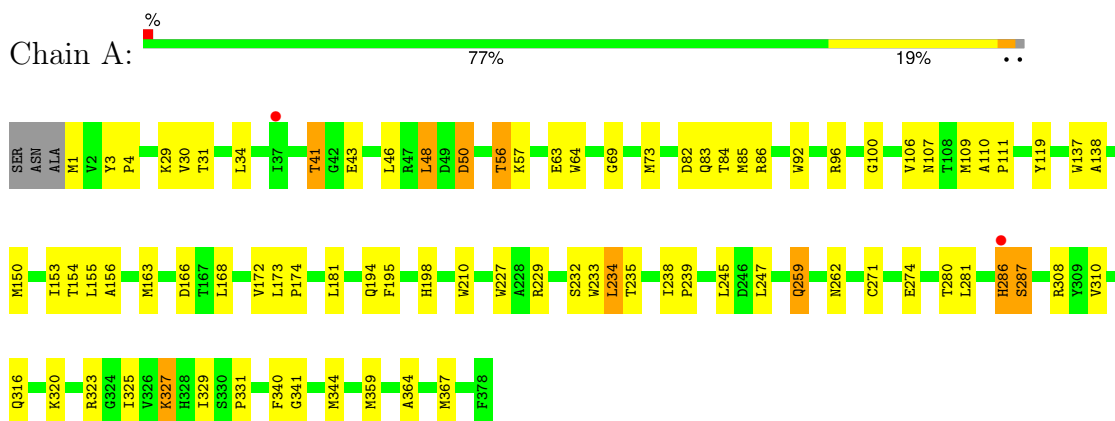 %
Chain A:
77% 19% • •
SER ASN ALA M1 V2 Y3 P4 K29 V30 T31 L34 I37 T41 G42 E43 L46 R47 L48 D49 D50 T56 K57 E63 W64 G69 M73 D82 Q83 T84 M85 R86 W92 R96 G100 V106 N107 T108 M109 A110 P111 Y119 W137 A138
M150 I153 T154 L155 A156 M163 D166 T167 L168 V172 L173 P174 L181 Q194 F195 H198 W210 W227 A228 R229 S232 W233 L234 T235 I238 P239 L245 D246 L247 Q259 N262 C271 E274 T280 L281 H286 S287 R308 Y309 V310
Q316 K320 R323 G324 I325 V326 K327 H328 I329 S330 P331 F340 G341 M344 M359 A364 M367 F378